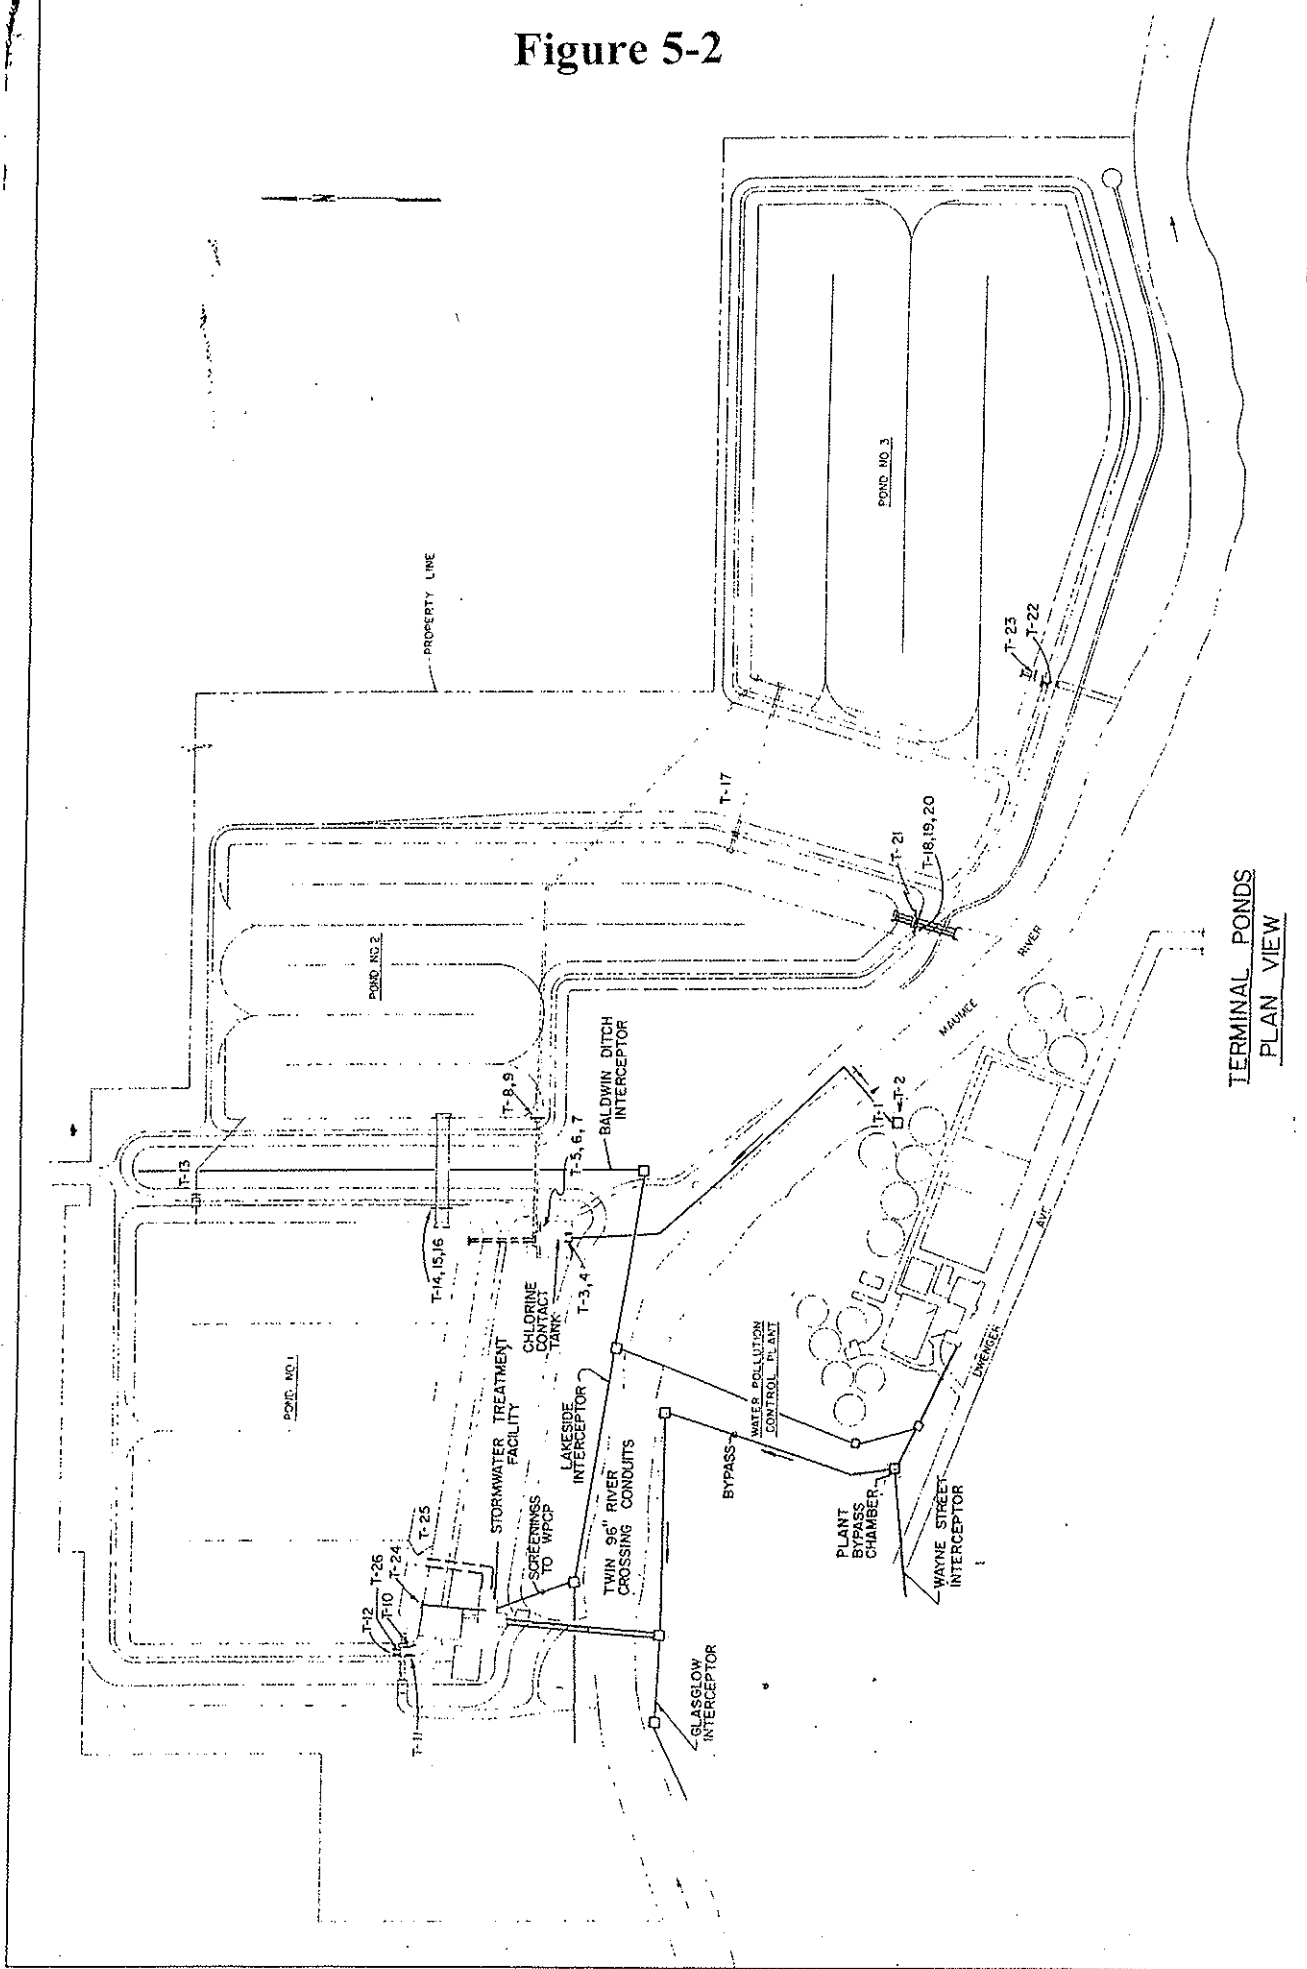 Figure 5-2
N
PROPERTY LINE
POND NO. 3
T-23
T-22
T-17
T-21
T-18,19,20
POND NO. 2
MAUMEE
RIVER
BALDWIN DITCH
INTERCEPTOR
T-8,9
T-5,6,7
T-1
T-2
T-13
T-14,15,16
T-3,4
CHLORINE
CONTACT
TANK
POND NO. 1
STORMWATER TREATMENT
FACILITY
LAKESIDE
INTERCEPTOR
WATER POLLUTION
CONTROL PLANT
DWENGER
AVE
T-25
T-24
T-26
T-10
T-12
T-11
SCREENINGS
TO WPCP
TWIN 96" RIVER
CROSSING CONDUITS
BYPASS
PLANT
BYPASS
CHAMBER
WAYNE STREET
INTERCEPTOR
GLASGLOW
INTERCEPTOR
TERMINAL PONDS
PLAN VIEW